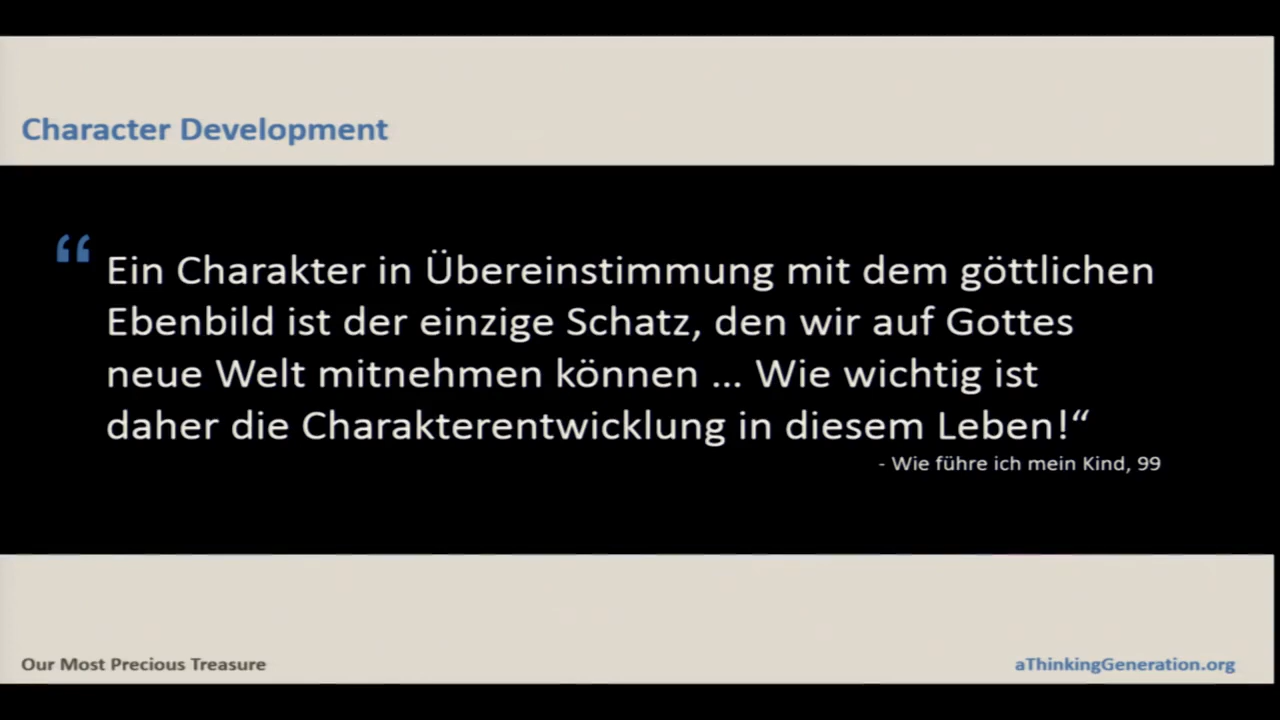 Character Development
“ Ein Charakter in Übereinstimmung mit dem göttlichen
Ebenbild ist der einzige Schatz, den wir auf Gottes
neue Welt mitnehmen können ... Wie wichtig ist
daher die Charakterentwicklung in diesem Leben!“
- Wie führe ich mein Kind, 99
Our Most Precious Treasure
aThinkingGeneration.org